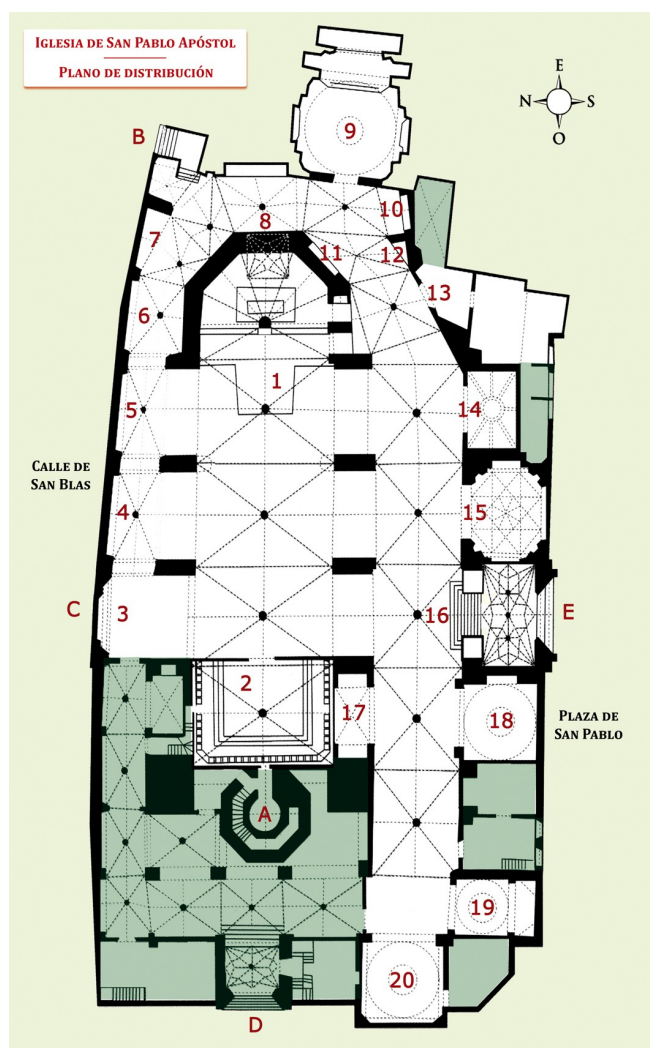 IGLESIA DE SAN PABLO APÓSTOL
PLANO DE DISTRIBUCIÓN
E
N
S
O
B
9
10
8
11
12
7
13
6
1
5
14
CALLE DE
SAN BLAS
4
15
C
3
16
E
2
17
18
PLAZA DE
SAN PABLO
A
19
20
D